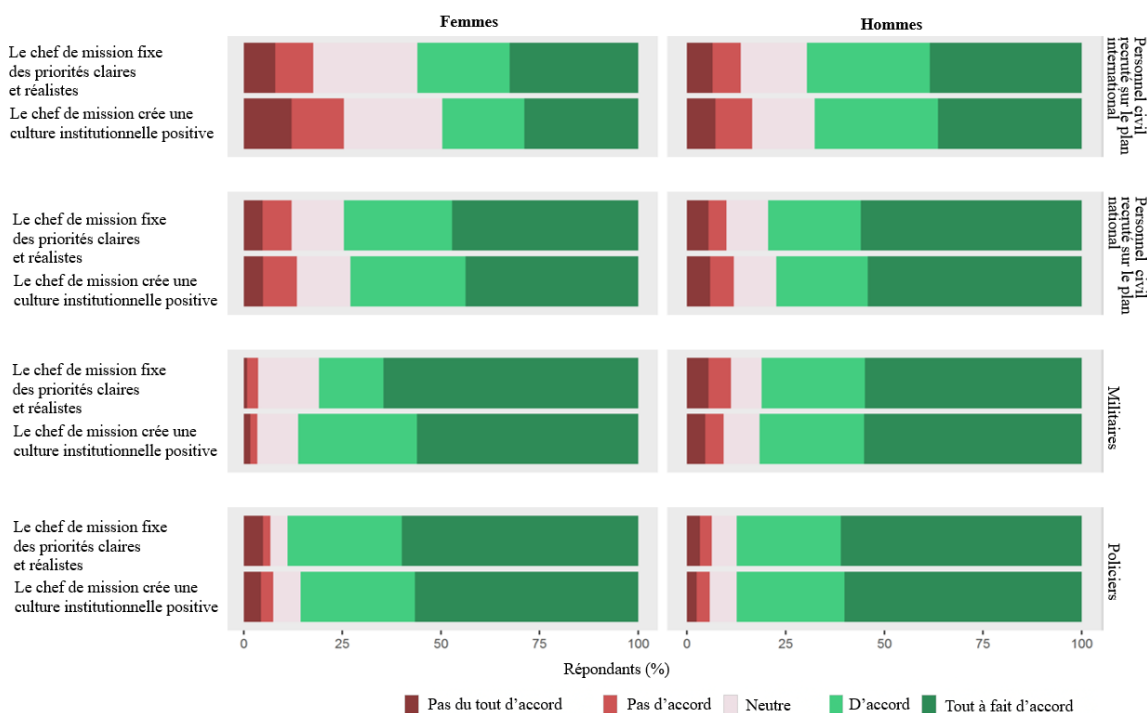 Femmes
Hommes
Le chef de mission fixe
des priorités claires
et réalistes
Le chef de mission crée une
culture institutionnelle positive
Personnel civil
recruté sur le plan
international
Le chef de mission fixe
des priorités claires
et réalistes
Le chef de mission crée une
culture institutionnelle positive
Personnel civil
recruté sur le plan
national
Le chef de mission fixe
des priorités claires
et réalistes
Le chef de mission crée une
culture institutionnelle positive
Militaires
Le chef de mission fixe
des priorités claires
et réalistes
Le chef de mission crée une
culture institutionnelle positive
Policiers
0 25 50 75 100
0 25 50 75 100
Répondants (%)
Pas du tout d'accord Pas d'accord Neutre D'accord Tout à fait d'accord